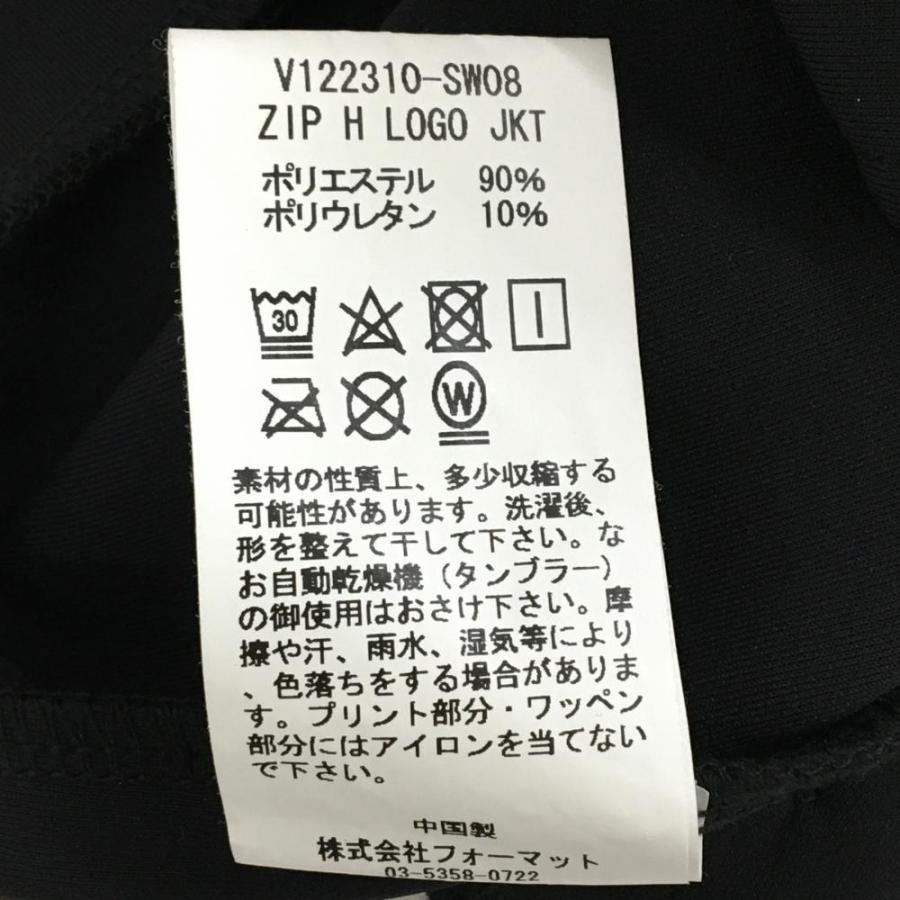 V122310-SW08
ZIP H LOGO JKT
ポリエステル 90%
ポリウレタン 10%
30
W
素材の性質上、多少収縮する
可能性があります。洗濯後、
形を整えて干して下さい。な
お自動乾燥機（タンブラー）
の御使用はおさけ下さい。摩
擦や汗、雨水、湿気等により
、色落ちをする場合がありま
す。プリント部分・ワッペン
部分にはアイロンを当てない
で下さい。
中国製
株式会社フォーマット
03-5358-0722